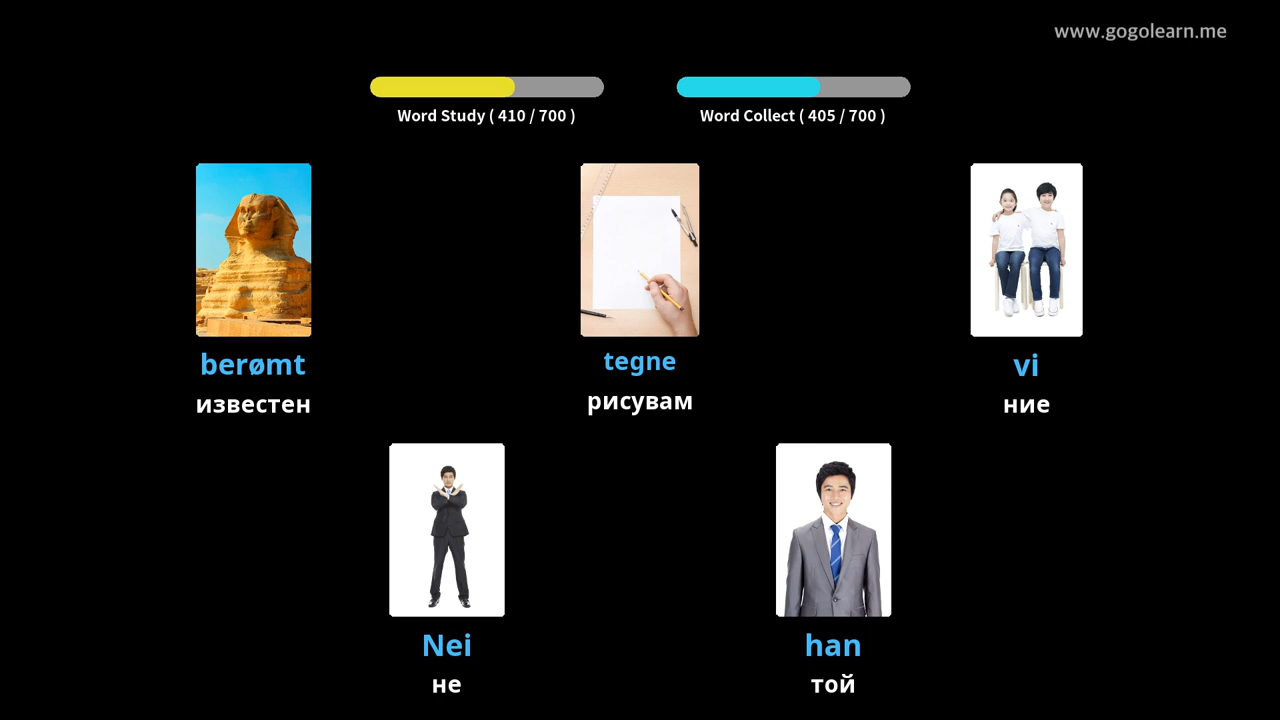 www.gogolearn.me
Word Study ( 410 / 700 )
Word Collect ( 405 / 700 )
berømt
известен
tegne
рисувам
vi
ние
Nei
не
han
той